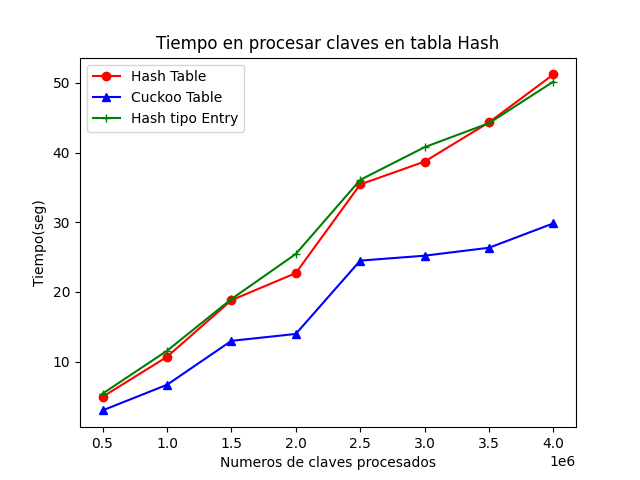 Tiempo en procesar claves en tabla Hash
Hash Table
Cuckoo Table
Hash tipo Entry
50
40
30
20
10
Tiempo(seg)
0.5 1.0 1.5 2.0 2.5 3.0 3.5 4.0
1e6
Numeros de claves procesados